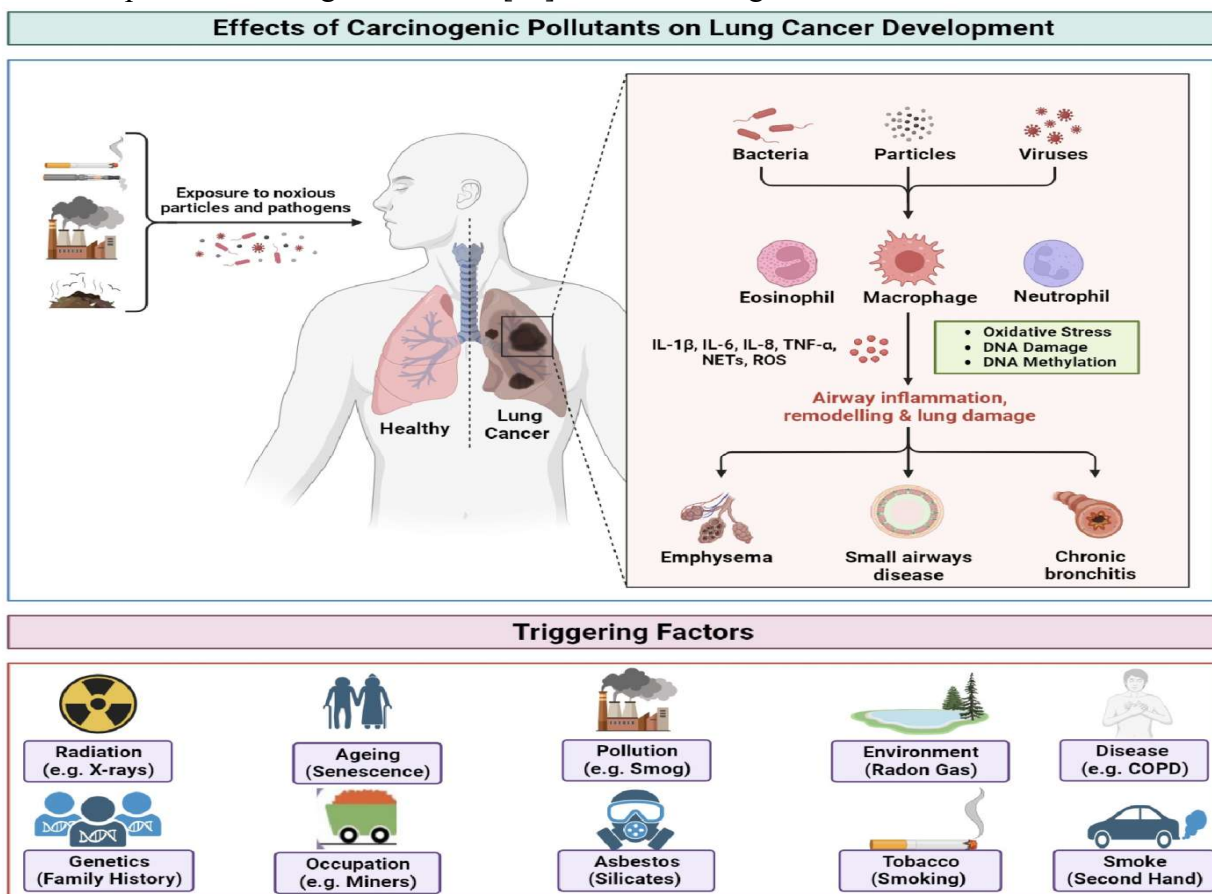 Effects of Carcinogenic Pollutants on Lung Cancer Development
Exposure to noxious
particles and pathogens
Healthy
Lung
Cancer
Bacteria
Particles
Viruses
Eosinophil
Macrophage
Neutrophil
IL-1β, IL-6, IL-8, TNF-α,
NETs, ROS
• Oxidative Stress
• DNA Damage
• DNA Methylation
Airway inflammation,
remodelling & lung damage
Emphysema
Small airways
disease
Chronic
bronchitis
Triggering Factors
Radiation
(e.g. X-rays)
Ageing
(Senescence)
Pollution
(e.g. Smog)
Environment
(Radon Gas)
Disease
(e.g. COPD)
Genetics
(Family History)
Occupation
(e.g. Miners)
Asbestos
(Silicates)
Tobacco
(Smoking)
Smoke
(Second Hand)